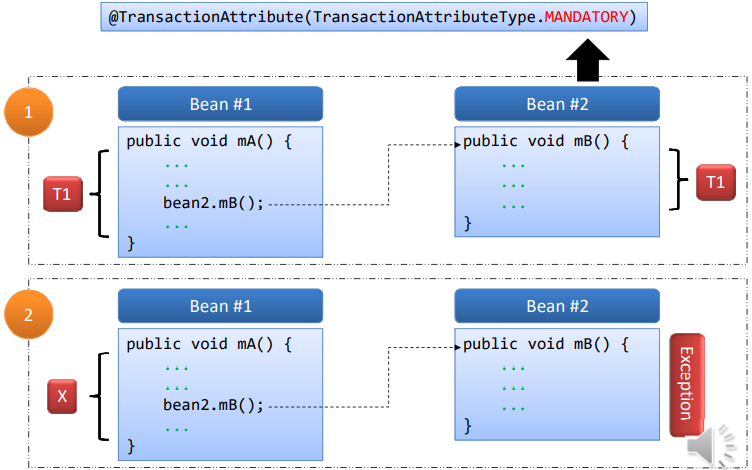 @TransactionAttribute(TransactionAttributeType.MANDATORY)
1
Bean #1
public void mA() {
...
...
bean2.mB();
...
}
T1
Bean #2
public void mB() {
...
...
...
}
T1
2
Bean #1
public void mA() {
...
...
bean2.mB();
...
}
X
Bean #2
public void mB() {
...
...
...
}
Exception